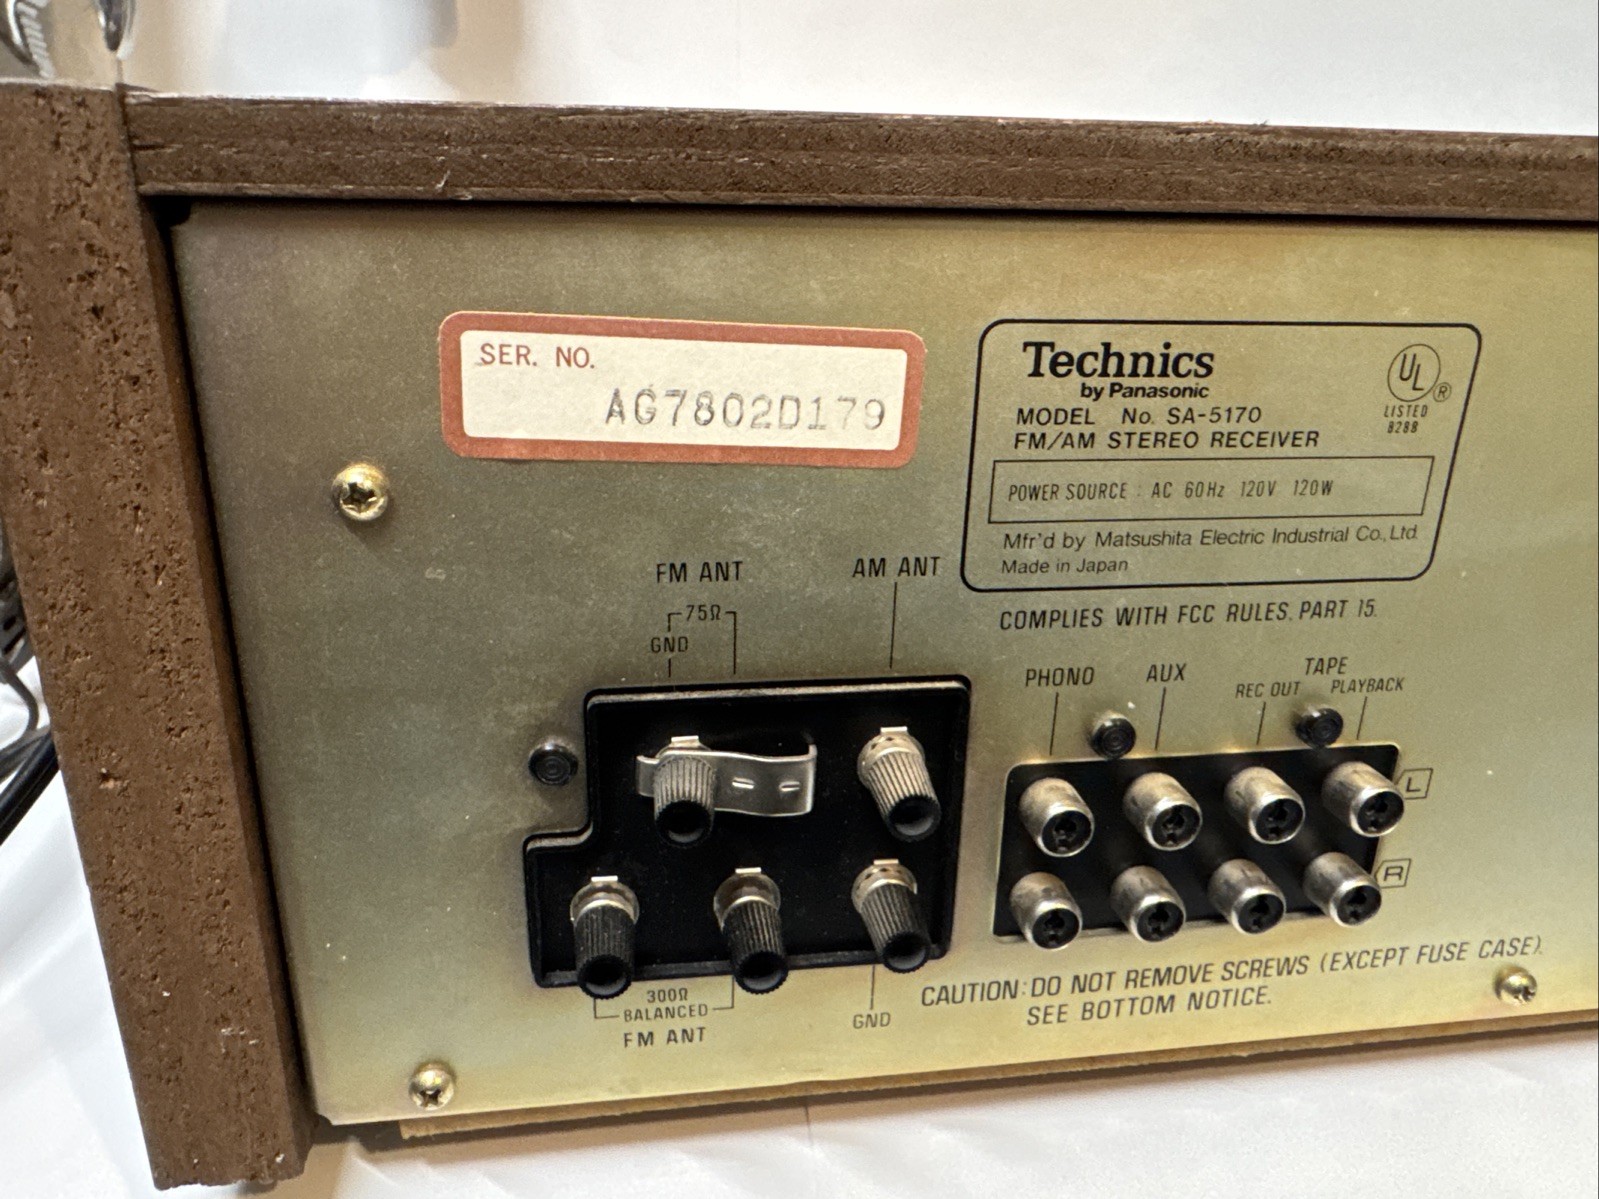 SER. NO.
AG7802D179
Technics
by Panasonic
MODEL No. SA-5170
FM/AM STEREO RECEIVER
UL ®
LISTED
828B
POWER SOURCE : AC 60Hz 120V 120W
Mfr'd by Matsushita Electric Industrial Co., Ltd.
Made in Japan
COMPLIES WITH FCC RULES, PART 15.
FM ANT
75Ω
GND
AM ANT
300Ω
BALANCED
FM ANT
GND
PHONO
AUX
TAPE
REC OUT PLAYBACK
L
R
CAUTION: DO NOT REMOVE SCREWS (EXCEPT FUSE CASE).
SEE BOTTOM NOTICE.